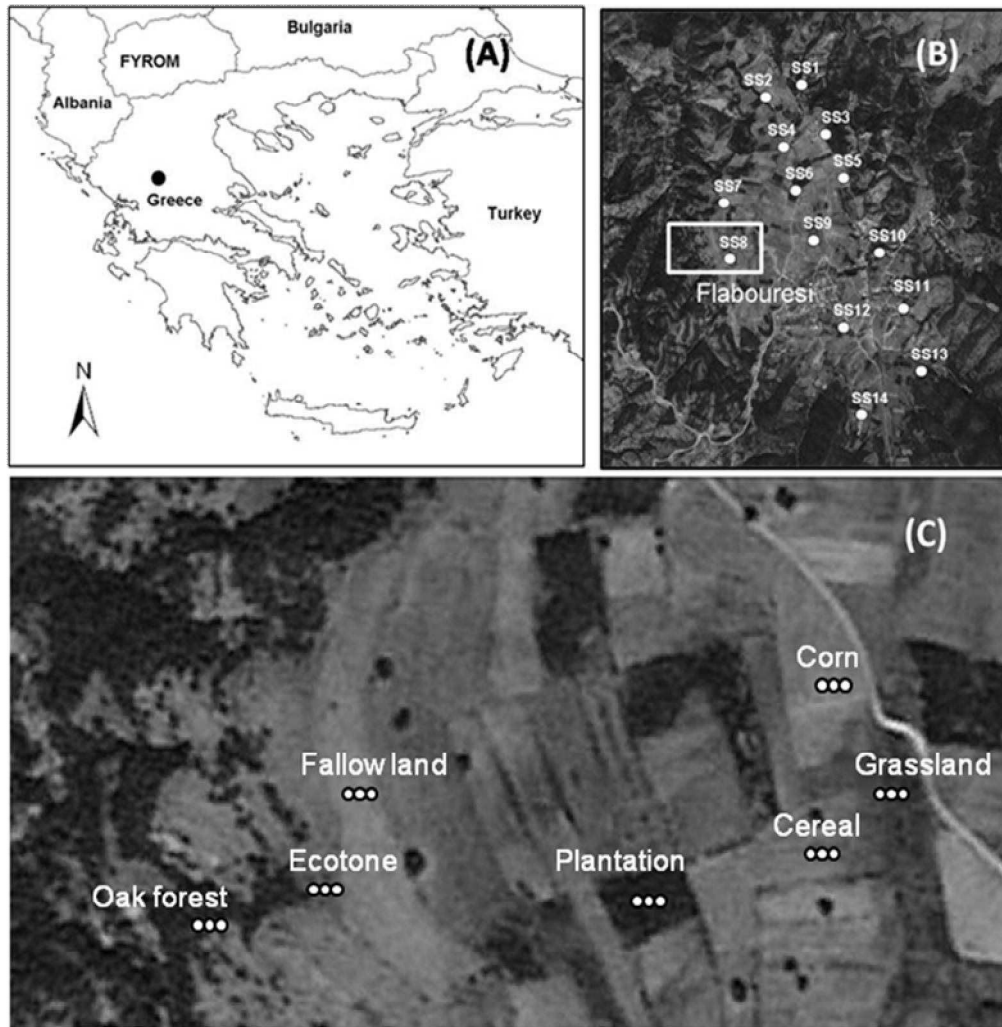 Bulgaria
(A)
FYROM
Albania
Greece
Turkey
N
(B)
SS1
SS2
SS3
SS4
SS5
SS6
SS7
SS9
SS8
SS10
Flabouresi
SS11
SS12
SS13
SS14
(C)
Corn
Fallow land
Grassland
Cereal
Ecotone
Plantation
Oak forest